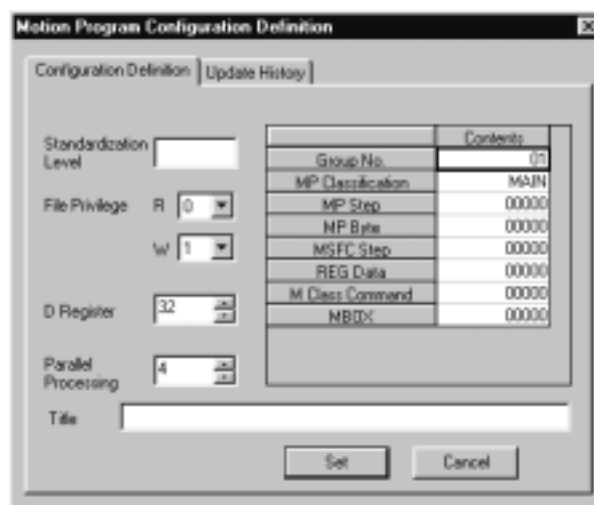 Motion Program Configuration Definition
Configuration Definition
Update History
Standardization
Level
File Privilege R 0
W 1
D Register 32
Parallel
Processing 4
Contents
Group No. 01
MP Classification MAIN
MP Step 00000
MP Byte 00000
MSFC Step 00000
REG Data 00000
M Class Command 00000
MBOX 00000
Title
Set
Cancel